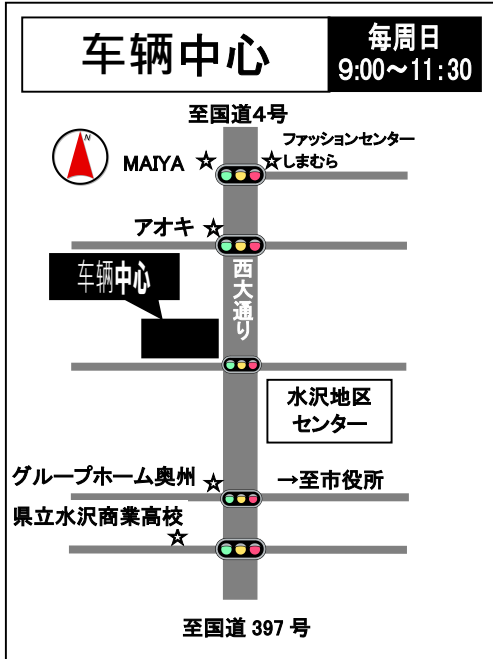 车辆中心
每周日
9:00～11:30
至国道4号
N
MAIYA ☆
☆ ファッションセンター
しまむら
アオキ ☆
车辆中心
西大通り
水沢地区
センター
グループホーム奥州 ☆
→至市役所
県立水沢商業高校
☆
至国道 397 号